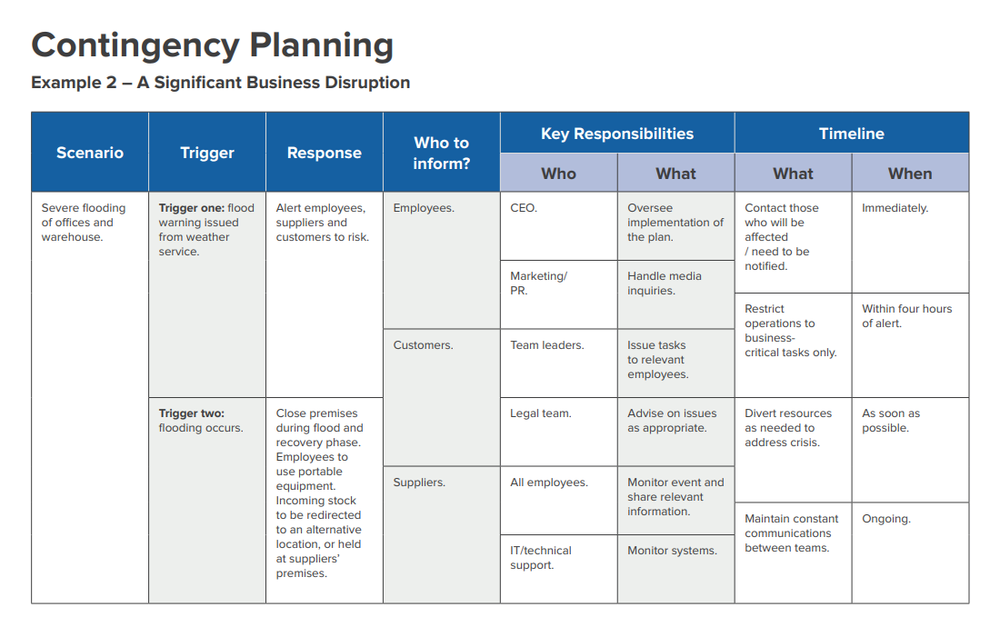 Contingency Planning
Example 2 – A Significant Business Disruption
Scenario
Trigger
Response
Who to
inform?
Key Responsibilities
Timeline
Who
What
What
When
Severe flooding
of offices and
warehouse.
Trigger one: flood
warning issued
from weather
service.
Alert employees,
suppliers and
customers to risk.
Trigger two:
flooding occurs.
Close premises
during flood and
recovery phase.
Employees to
use portable
equipment.
Incoming stock
to be redirected
to an alternative
location, or held
at suppliers’
premises.
Employees.
Customers.
Suppliers.
CEO.
Oversee
implementation of
the plan.
Marketing/
PR.
Handle media
inquiries.
Team leaders.
Issue tasks
to relevant
employees.
Legal team.
Advise on issues
as appropriate.
All employees.
Monitor event and
share relevant
information.
IT/technical
support.
Monitor systems.
Contact those
who will be
affected
/ need to be
notified.
Immediately.
Restrict
operations to
business-
critical tasks only.
Within four hours
of alert.
Divert resources
as needed to
address crisis.
As soon as
possible.
Maintain constant
communications
between teams.
Ongoing.